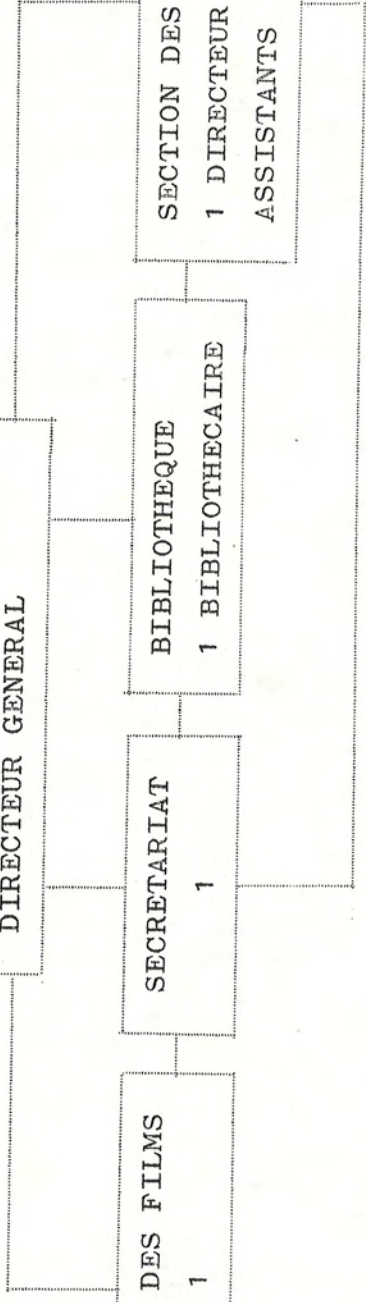 DIRECTEUR GENERAL
DES FILMS
1
SECRETARIAT
1
BIBLIOTHEQUE
1 BIBLIOTHECAIRE
SECTION DES
1 DIRECTEUR
ASSISTANTS